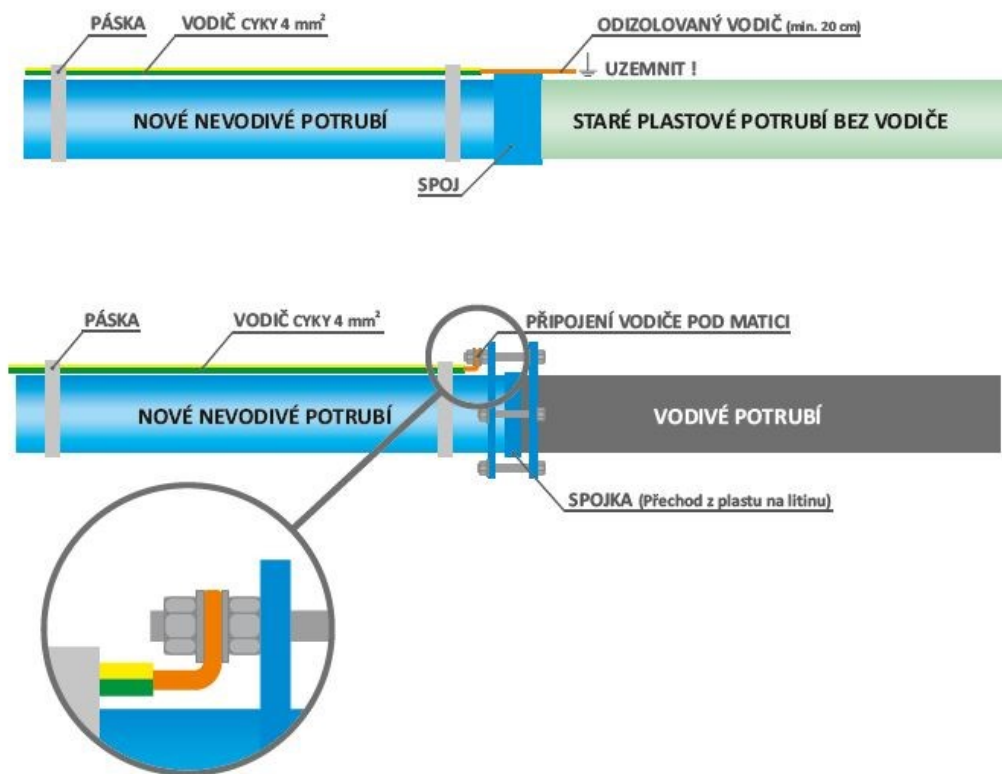 PÁSKA
VODIČ CYKY 4 mm²
ODIZOLOVANÝ VODIČ (min. 20 cm)
UZEMNIT !
NOVÉ NEVODIVÉ POTRUBÍ
STARÉ PLASTOVÉ POTRUBÍ BEZ VODIČE
SPOJ
PÁSKA
VODIČ CYKY 4 mm²
PŘIPOJENÍ VODIČE POD MATICI
NOVÉ NEVODIVÉ POTRUBÍ
VODIVÉ POTRUBÍ
SPOJKA (Přechod z plastu na litinu)